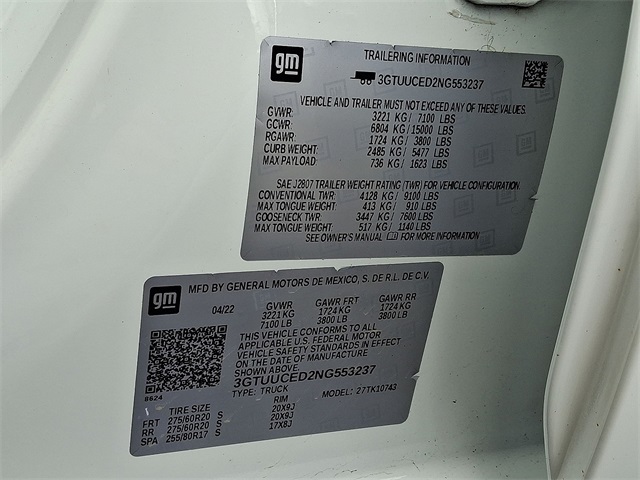 gm
TRAILERING INFORMATION
3GTUUCED2NG553237
VEHICLE AND TRAILER MUST NOT EXCEED ANY OF THESE VALUES.
GVWR: 3221 KG / 7100 LBS
GCWR: 6804 KG / 15000 LBS
RGAWR: 1724 KG / 3800 LBS
CURB WEIGHT: 2485 KG / 5477 LBS
MAX PAYLOAD: 736 KG / 1623 LBS
SAE J2807 TRAILER WEIGHT RATING (TWR) FOR VEHICLE CONFIGURATION.
CONVENTIONAL TWR: 4128 KG / 9100 LBS
MAX TONGUE WEIGHT: 413 KG / 910 LBS
GOOSENECK TWR: 3447 KG / 7600 LBS
MAX TONGUE WEIGHT: 517 KG / 1140 LBS
SEE OWNER'S MANUAL FOR MORE INFORMATION
gm
MFD BY GENERAL MOTORS DE MEXICO, S. DE R.L. DE C.V.
04/22 GVWR GAWR FRT GAWR RR
3221 KG 1724 KG 1724 KG
7100 LB 3800 LB 3800 LB
THIS VEHICLE CONFORMS TO ALL
APPLICABLE U.S. FEDERAL MOTOR
VEHICLE SAFETY STANDARDS IN EFFECT
ON THE DATE OF MANUFACTURE
SHOWN ABOVE.
3GTUUCED2NG553237
8624 TYPE: TRUCK MODEL: 27TK10743
TIRE SIZE RIM
FRT 275/60R20 S 20X9J
RR 275/60R20 S 20X9J
SPA 255/80R17 S 17X8J